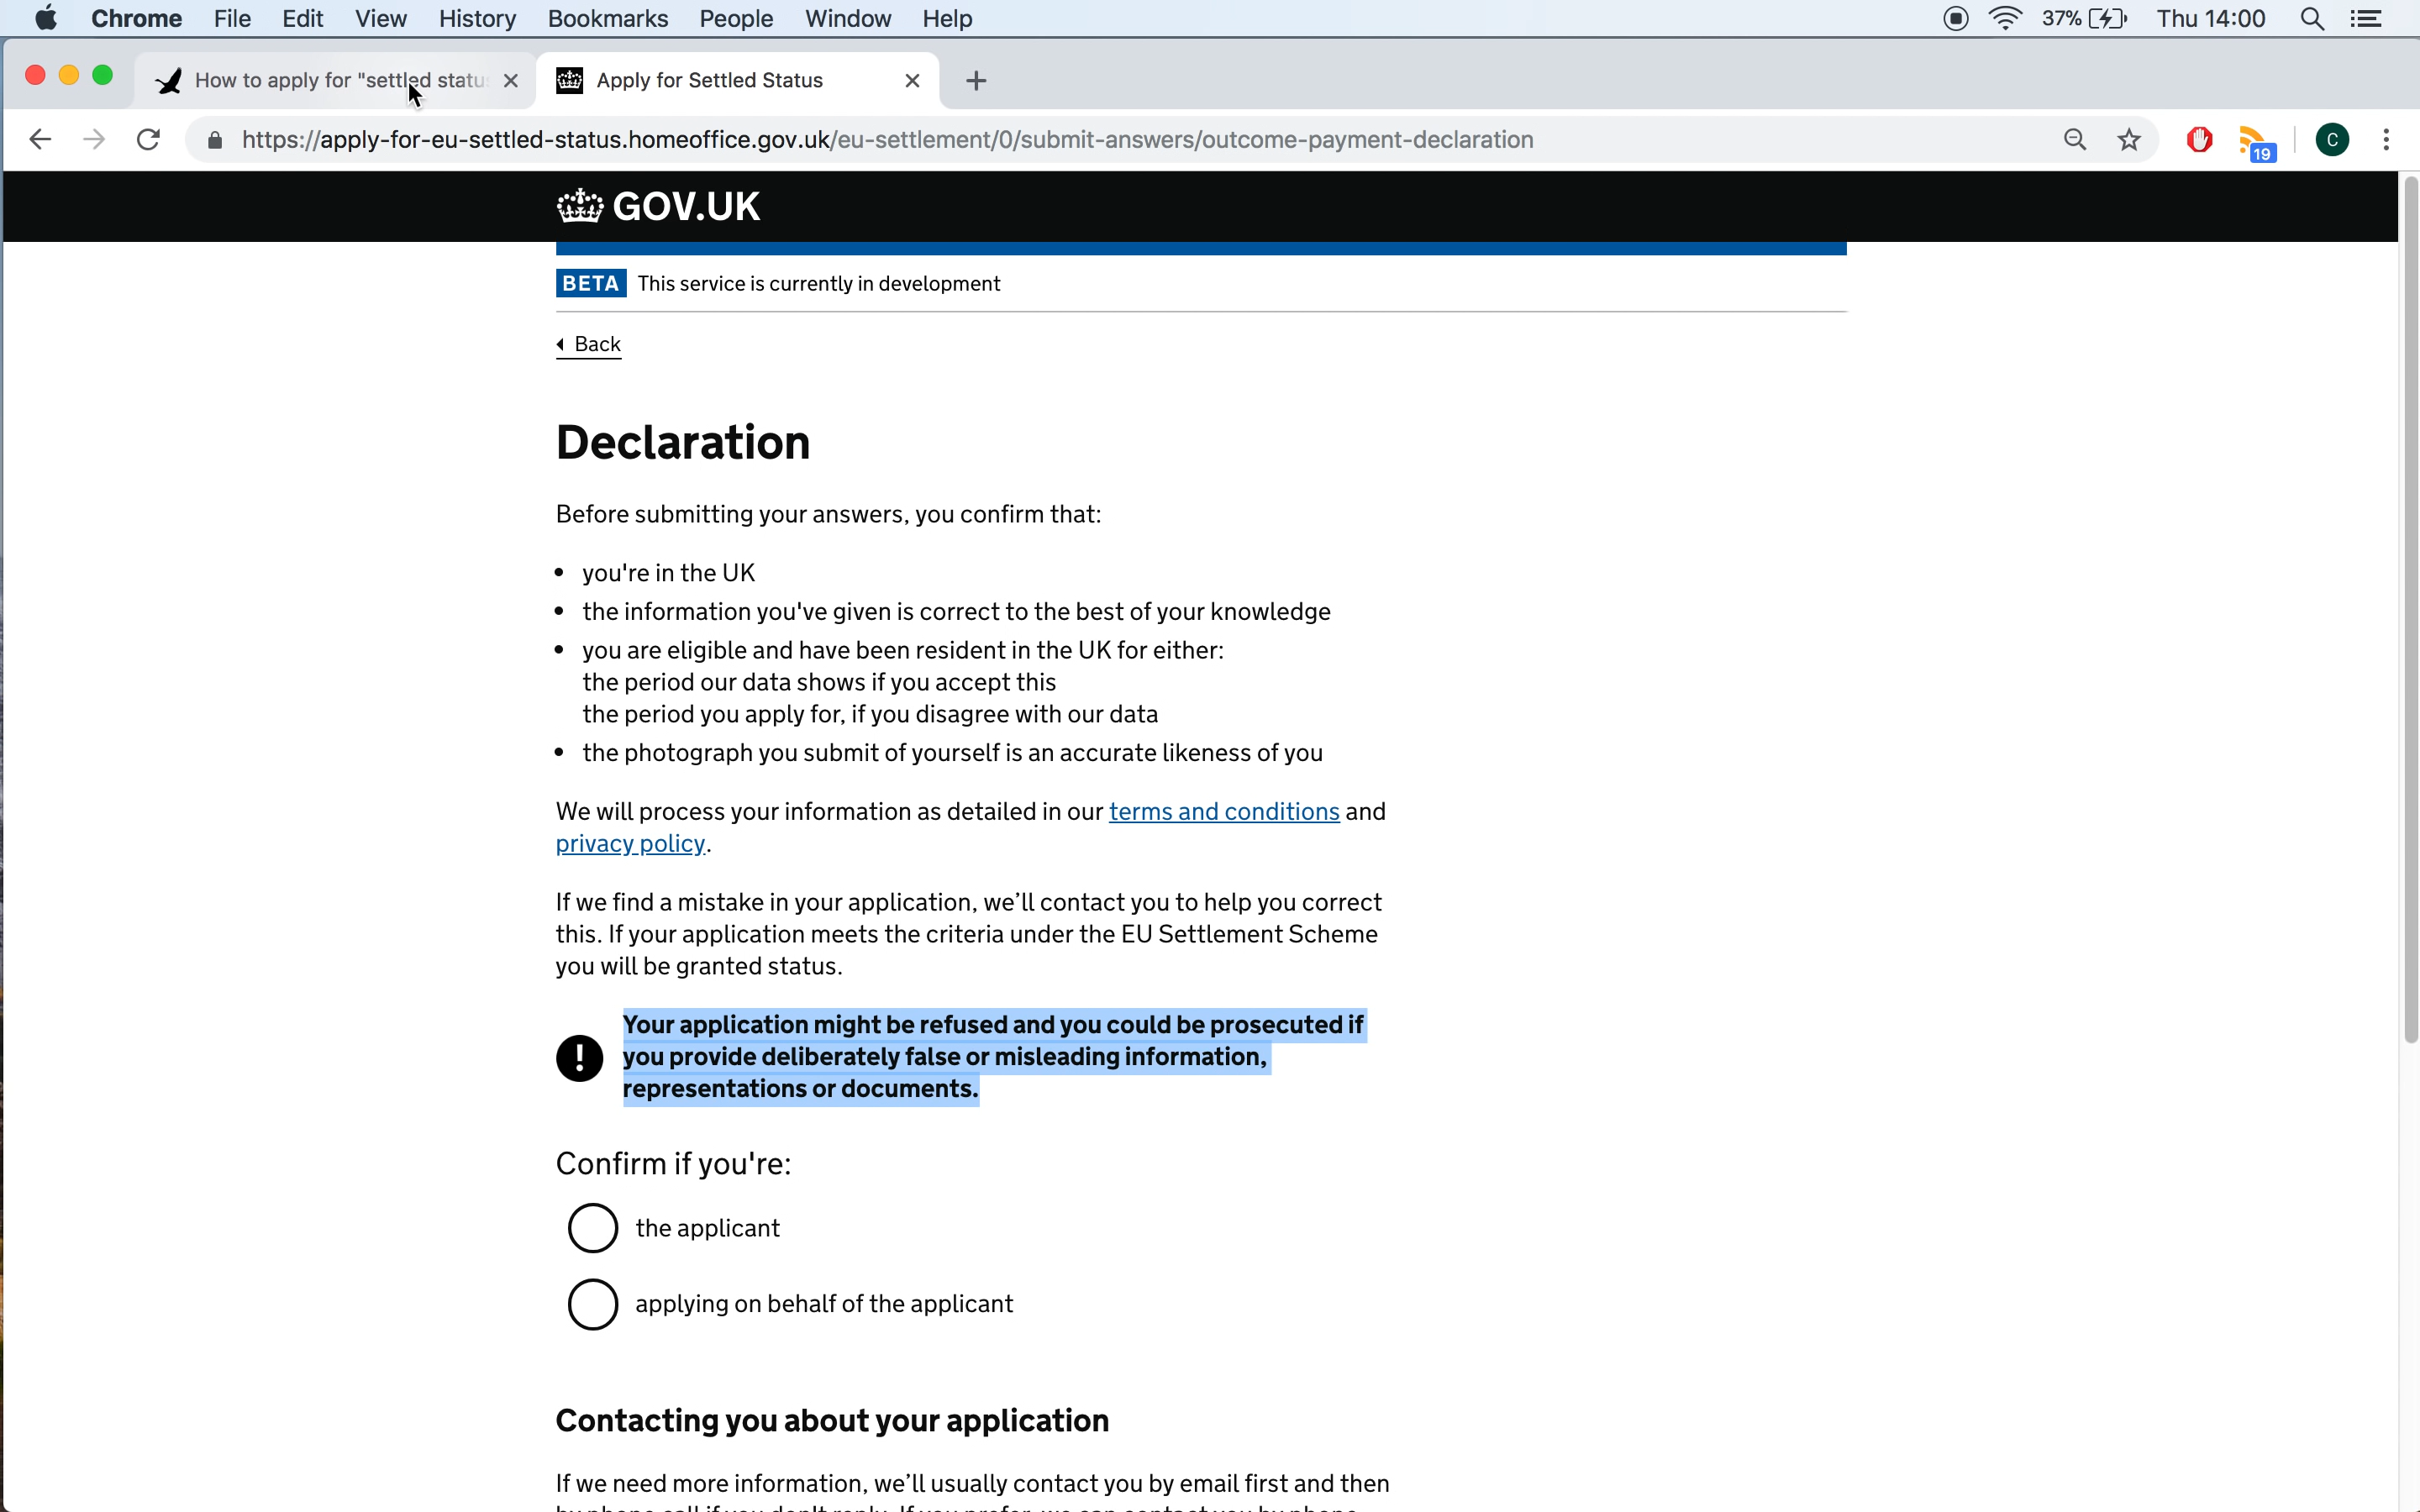 Chrome File Edit View History Bookmarks People Window Help 37% Thu 14:00
How to apply for "settled statu
Apply for Settled Status
https://apply-for-eu-settled-status.homeoffice.gov.uk/eu-settlement/0/submit-answers/outcome-payment-declaration
19
C
GOV.UK
BETA This service is currently in development
Back
Declaration
Before submitting your answers, you confirm that:
• you're in the UK
• the information you've given is correct to the best of your knowledge
• you are eligible and have been resident in the UK for either:
the period our data shows if you accept this
the period you apply for, if you disagree with our data
• the photograph you submit of yourself is an accurate likeness of you
We will process your information as detailed in our terms and conditions and
privacy policy.
If we find a mistake in your application, we’ll contact you to help you correct
this. If your application meets the criteria under the EU Settlement Scheme
you will be granted status.
! Your application might be refused and you could be prosecuted if
you provide deliberately false or misleading information,
representations or documents.
Confirm if you're:
the applicant
applying on behalf of the applicant
Contacting you about your application
If we need more information, we’ll usually contact you by email first and then